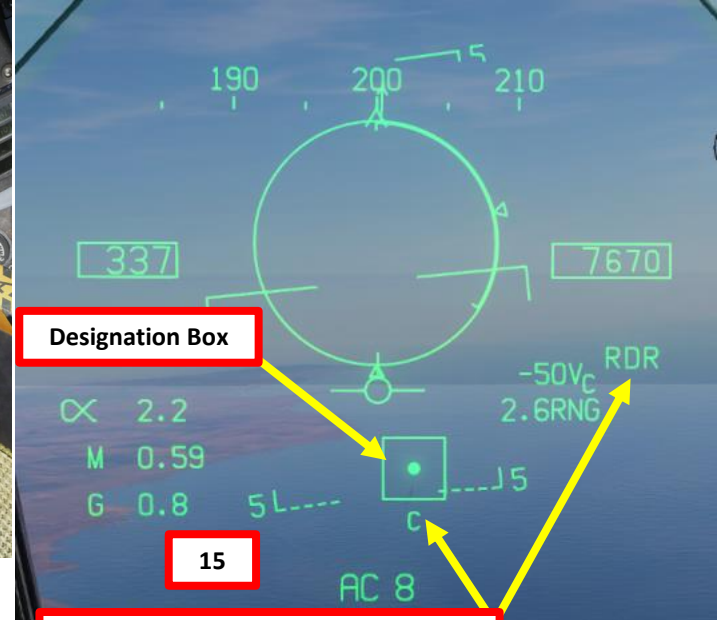 5
190 200 210
337
7670
Designation Box
-50Vc RDR
2.6RNG
α 2.2
M 0.59
G 0.8
5
5
C
15
AC 8